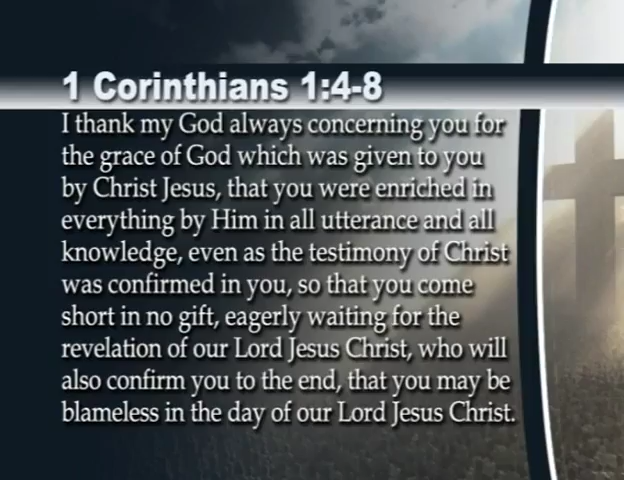 1 Corinthians 1:4-8
I thank my God always concerning you for
the grace of God which was given to you
by Christ Jesus, that you were enriched in
everything by Him in all utterance and all
knowledge, even as the testimony of Christ
was confirmed in you, so that you come
short in no gift, eagerly waiting for the
revelation of our Lord Jesus Christ, who will
also confirm you to the end, that you may be
blameless in the day of our Lord Jesus Christ.